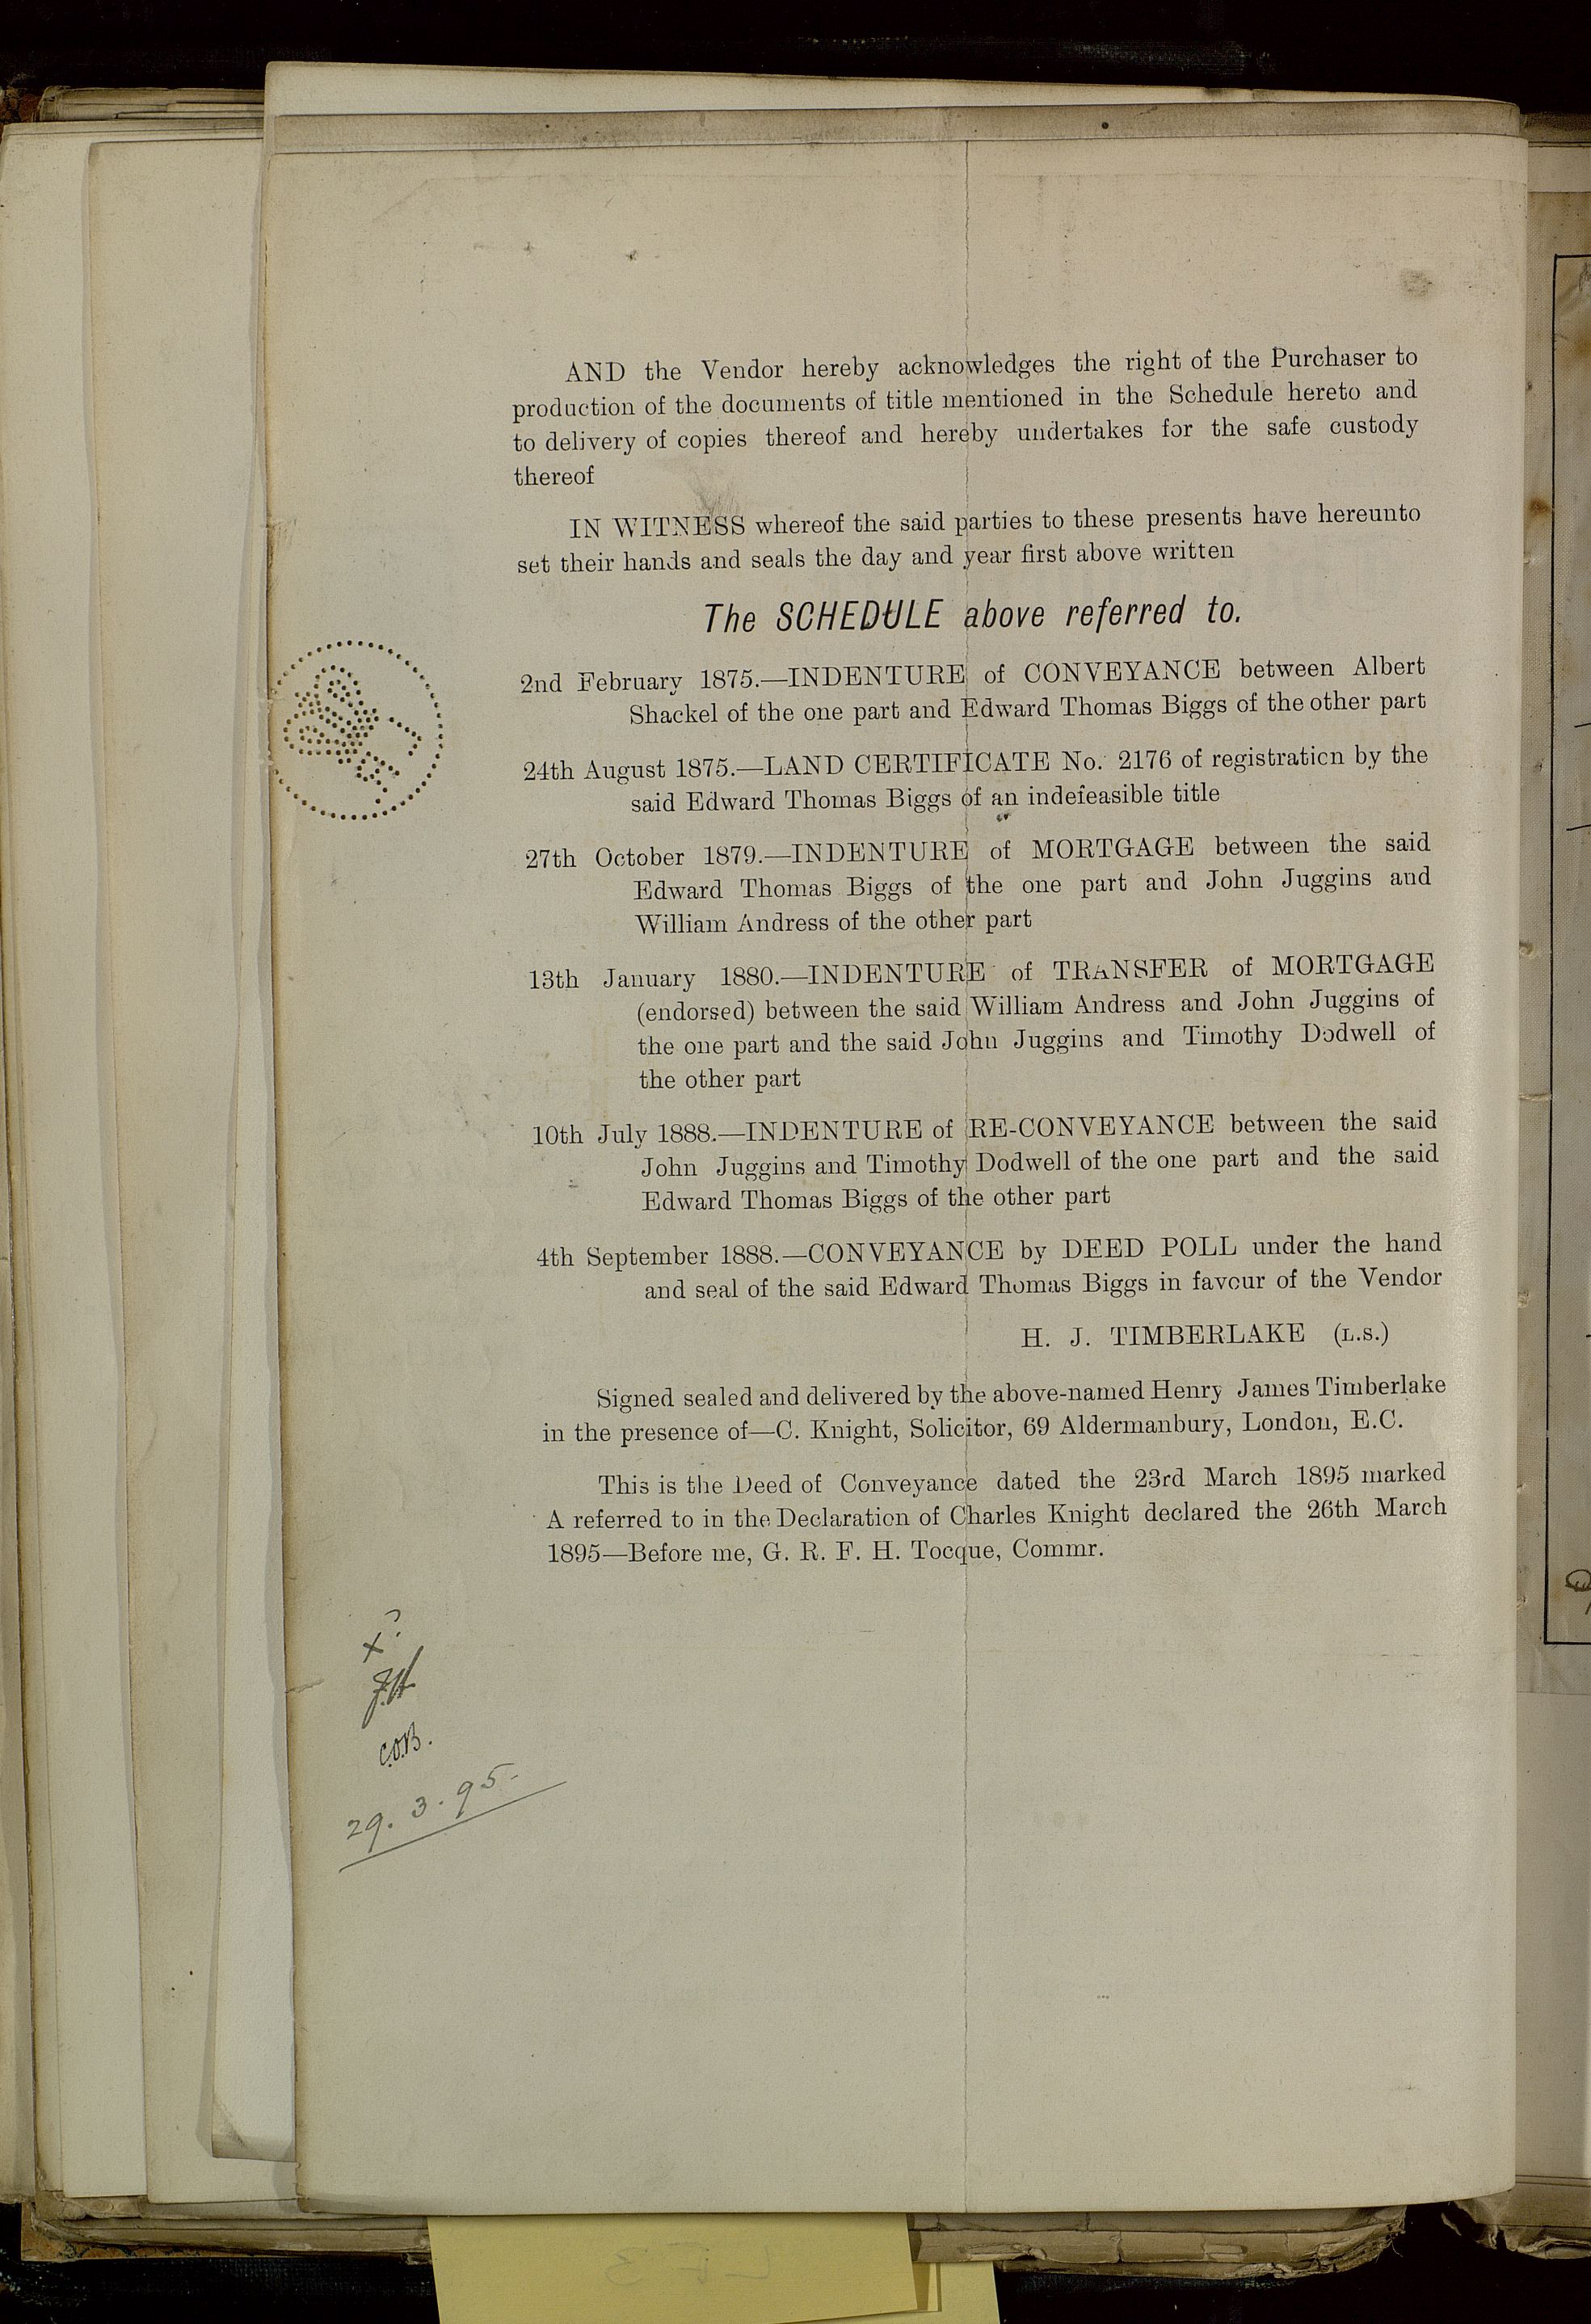 AND the Vendor hereby acknowledges the right of the Purchaser to
production of the documents of title mentioned in the Schedule hereto and
to delivery of copies thereof and hereby undertakes for the safe custody
thereof
IN WITNESS whereof the said parties to these presents have hereunto
set their hands and seals the day and year first above written
The SCHEDULE above referred to.
2nd February 1875.—INDENTURE of CONVEYANCE between Albert
Shackel of the one part and Edward Thomas Biggs of the other part
24th August 1875.—LAND CERTIFICATE No. 2176 of registration by the
said Edward Thomas Biggs of an indefeasible title
27th October 1879.—INDENTURE of MORTGAGE between the said
Edward Thomas Biggs of the one part and John Juggins and
William Andress of the other part
13th January 1880.—INDENTURE of TRANSFER of MORTGAGE
(endorsed) between the said William Andress and John Juggins of
the one part and the said John Juggins and Timothy Dodwell of
the other part
10th July 1888.—INDENTURE of RE-CONVEYANCE between the said
John Juggins and Timothy Dodwell of the one part and the said
Edward Thomas Biggs of the other part
4th September 1888.—CONVEYANCE by DEED POLL under the hand
and seal of the said Edward Thomas Biggs in favour of the Vendor
H. J. TIMBERLAKE (L.S.)
Signed sealed and delivered by the above-named Henry James Timberlake
in the presence of—C. Knight, Solicitor, 69 Aldermanbury, London, E.C.
This is the Deed of Conveyance dated the 23rd March 1895 marked
A referred to in the Declaration of Charles Knight declared the 26th March
1895—Before me, G. R. F. H. Tocque, Commr.
C.O.B.
29.3.95.